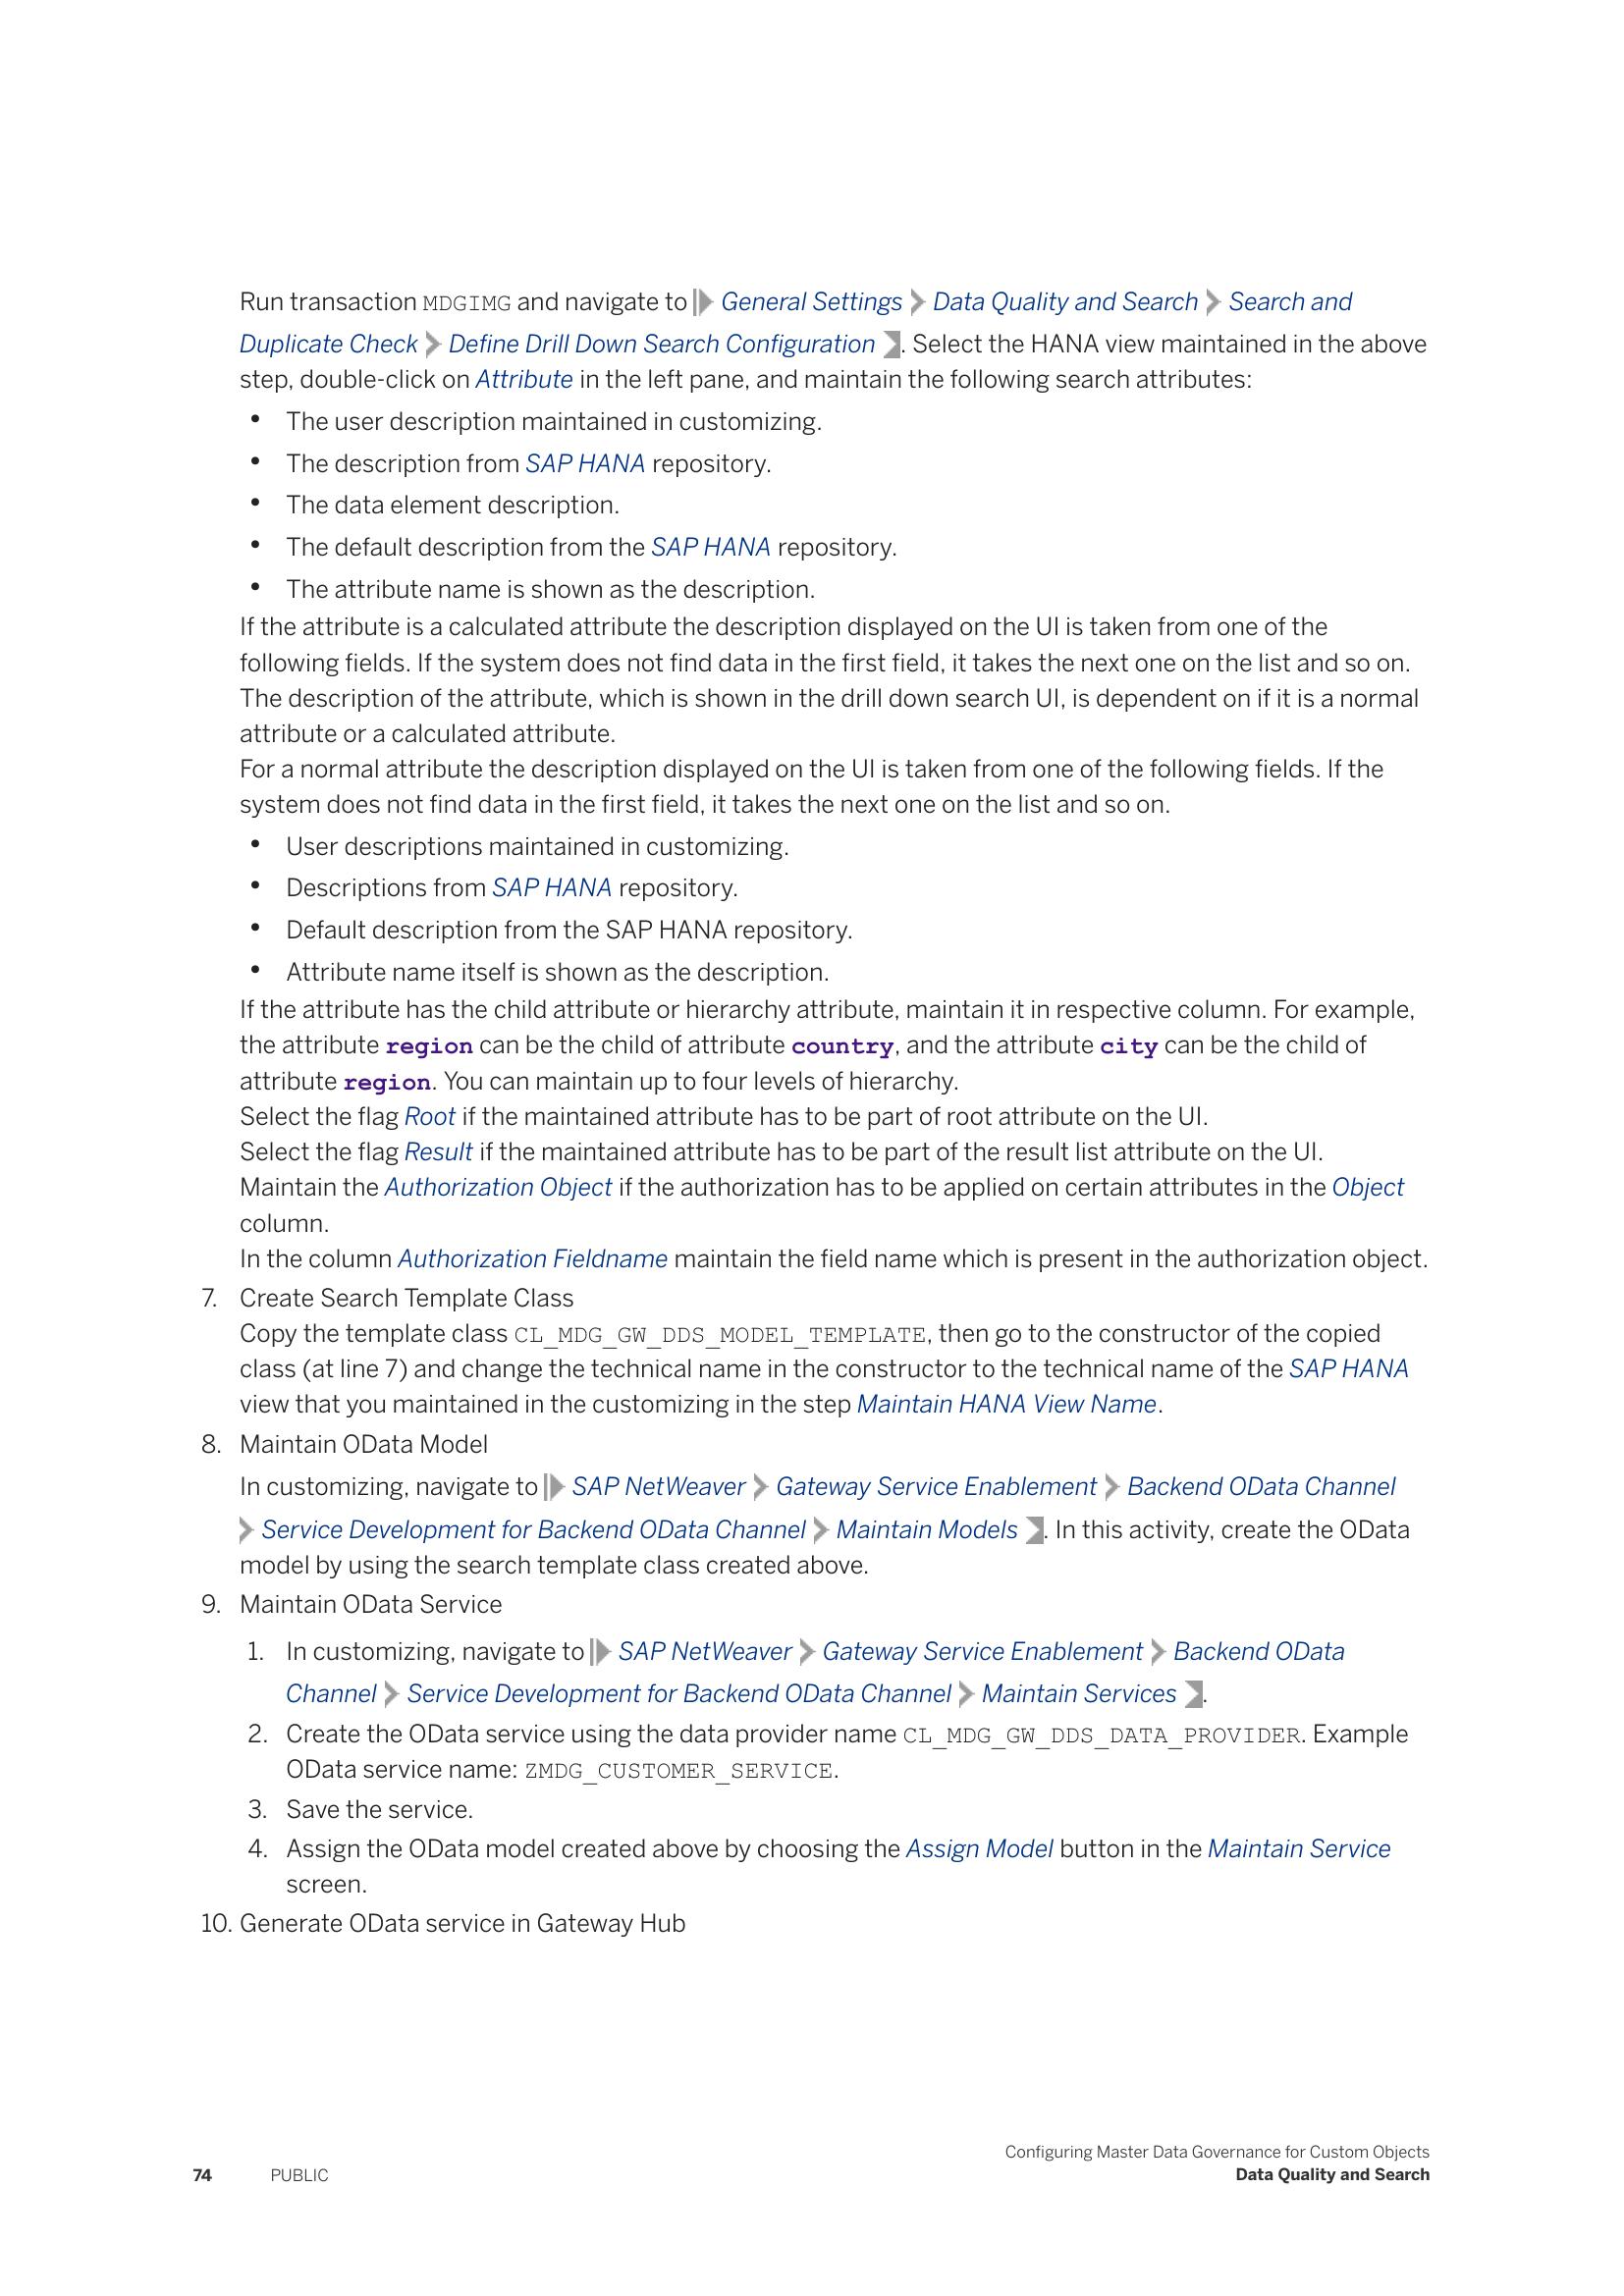 Run transaction MDGIMG and navigate to General Settings Data Quality and Search Search and
Duplicate Check Define Drill Down Search Configuration . Select the HANA view maintained in the above
step, double-click on Attribute in the left pane, and maintain the following search attributes:
• The user description maintained in customizing.
• The description from SAP HANA repository.
• The data element description.
• The default description from the SAP HANA repository.
• The attribute name is shown as the description.
If the attribute is a calculated attribute the description displayed on the UI is taken from one of the
following fields. If the system does not find data in the first field, it takes the next one on the list and so on.
The description of the attribute, which is shown in the drill down search UI, is dependent on if it is a normal
attribute or a calculated attribute.
For a normal attribute the description displayed on the UI is taken from one of the following fields. If the
system does not find data in the first field, it takes the next one on the list and so on.
• User descriptions maintained in customizing.
• Descriptions from SAP HANA repository.
• Default description from the SAP HANA repository.
• Attribute name itself is shown as the description.
If the attribute has the child attribute or hierarchy attribute, maintain it in respective column. For example,
the attribute region can be the child of attribute country, and the attribute city can be the child of
attribute region. You can maintain up to four levels of hierarchy.
Select the flag Root if the maintained attribute has to be part of root attribute on the UI.
Select the flag Result if the maintained attribute has to be part of the result list attribute on the UI.
Maintain the Authorization Object if the authorization has to be applied on certain attributes in the Object
column.
In the column Authorization Fieldname maintain the field name which is present in the authorization object.
7. Create Search Template Class
Copy the template class CL_MDG_GW_DDS_MODEL_TEMPLATE, then go to the constructor of the copied
class (at line 7) and change the technical name in the constructor to the technical name of the SAP HANA
view that you maintained in the customizing in the step Maintain HANA View Name.
8. Maintain OData Model
In customizing, navigate to SAP NetWeaver Gateway Service Enablement Backend OData Channel
Service Development for Backend OData Channel Maintain Models . In this activity, create the OData
model by using the search template class created above.
9. Maintain OData Service
1. In customizing, navigate to SAP NetWeaver Gateway Service Enablement Backend OData
Channel Service Development for Backend OData Channel Maintain Services .
2. Create the OData service using the data provider name CL_MDG_GW_DDS_DATA_PROVIDER. Example
OData service name: ZMDG_CUSTOMER_SERVICE.
3. Save the service.
4. Assign the OData model created above by choosing the Assign Model button in the Maintain Service
screen.
10. Generate OData service in Gateway Hub
Configuring Master Data Governance for Custom Objects
74 PUBLIC Data Quality and Search